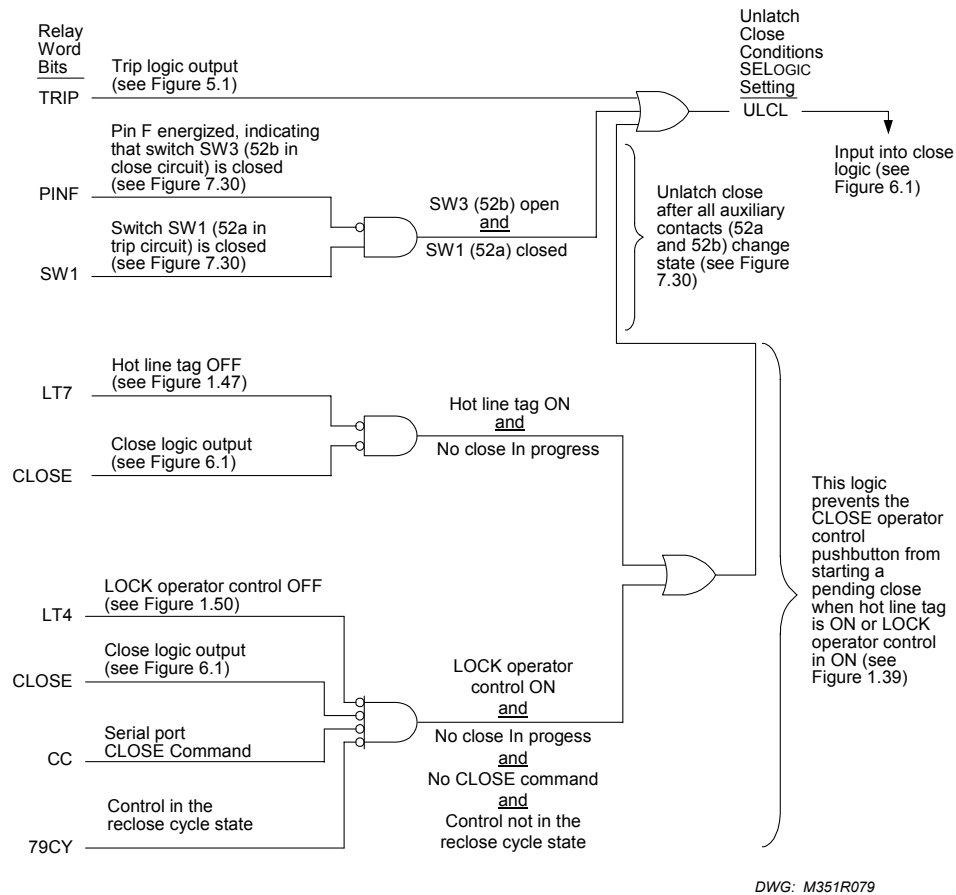 Relay
Word
Bits
Trip logic output
(see Figure 5.1)
TRIP
Unlatch
Close
Conditions
SELOGIC
Setting
ULCL
Input into close
logic (see
Figure 6.1)
Pin F energized, indicating
that switch SW3 (52b in
close circuit) is closed
(see Figure 7.30)
PINF
Switch SW1 (52a in
trip circuit) is closed
(see Figure 7.30)
SW1
SW3 (52b) open
and
SW1 (52a) closed
Unlatch close
after all auxiliary
contacts (52a
and 52b) change
state (see Figure
7.30)
Hot line tag OFF
(see Figure 1.47)
LT7
Close logic output
(see Figure 6.1)
CLOSE
Hot line tag ON
and
No close In progress
LOCK operator control OFF
(see Figure 1.50)
LT4
Close logic output
(see Figure 6.1)
CLOSE
Serial port
CLOSE Command
CC
Control in the
reclose cycle state
79CY
LOCK operator
control ON
and
No close In progess
and
No CLOSE command
and
Control not in the
reclose cycle state
This logic
prevents the
CLOSE operator
control
pushbutton from
starting a
pending close
when hot line tag
is ON or LOCK
operator control
in ON (see
Figure 1.39)
DWG: M351R079